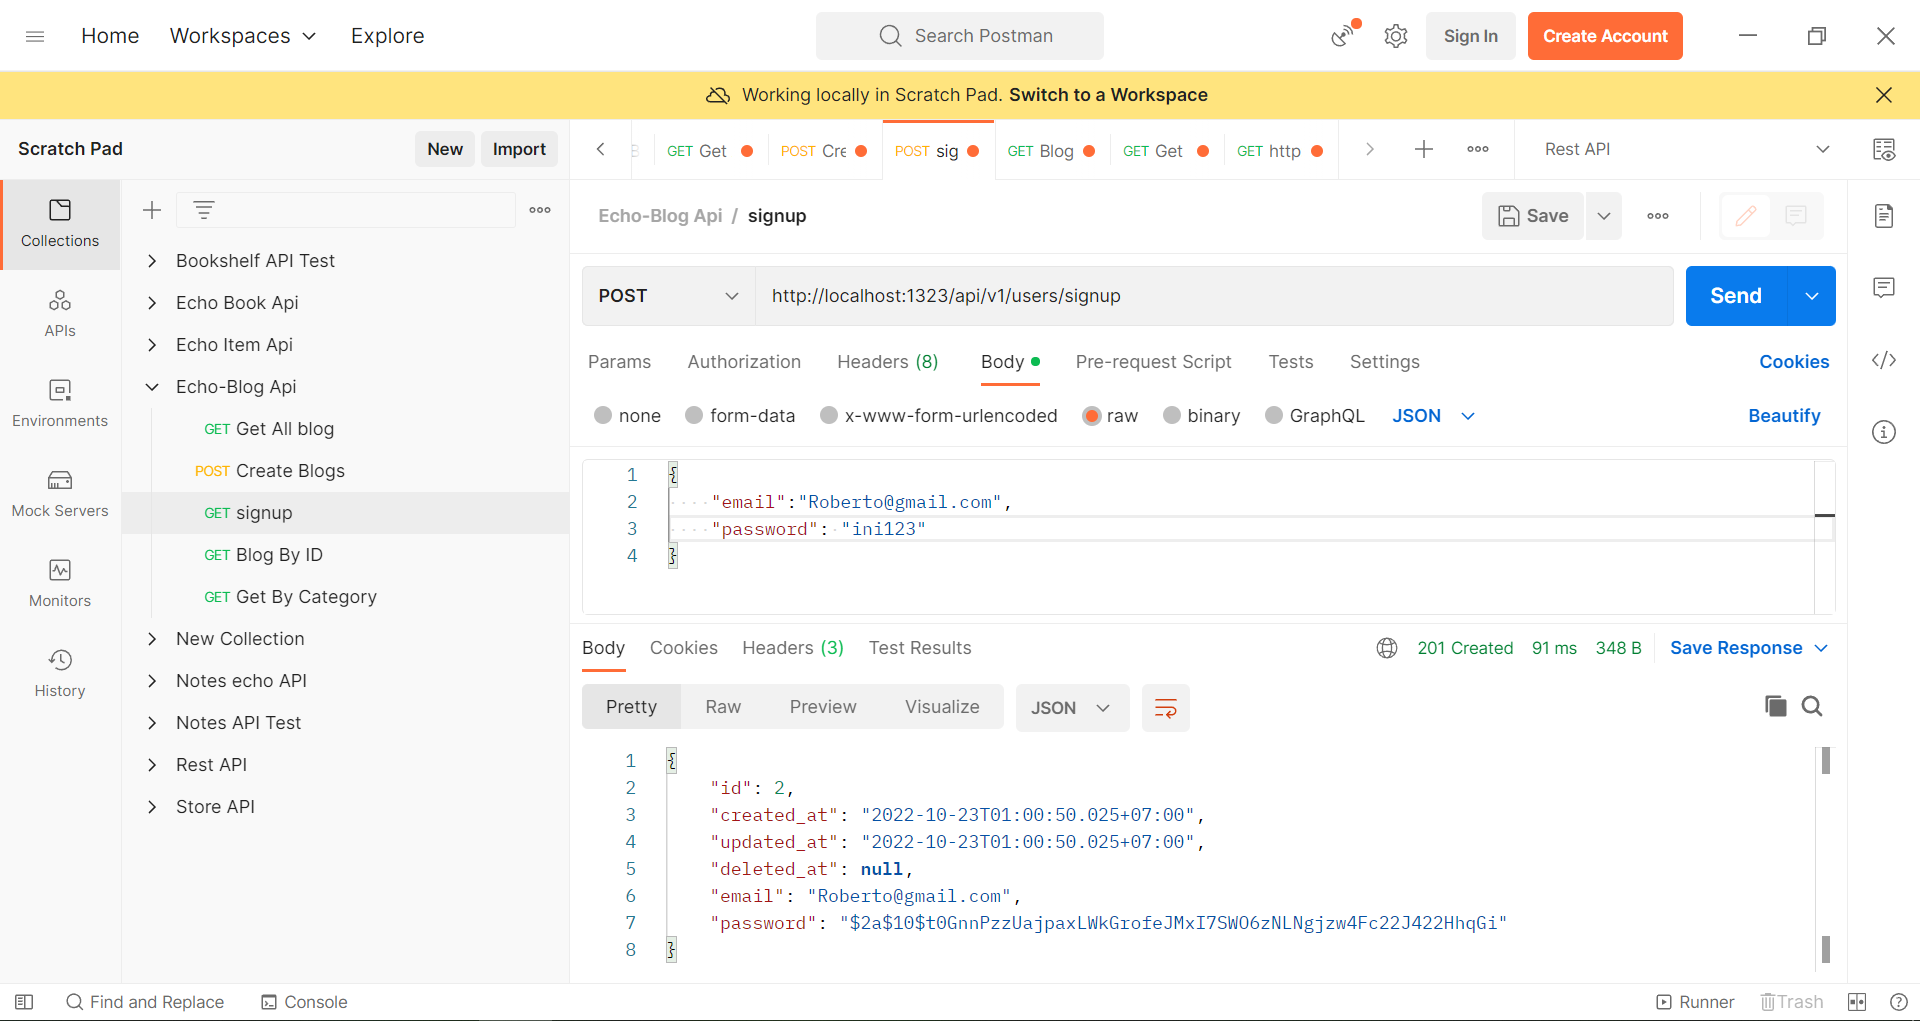 Home Workspaces Explore Search Postman Sign In Create Account
Working locally in Scratch Pad. Switch to a Workspace
Scratch Pad New Import GET Get POST Cre POST sig GET Blog GET Get GET http Rest API
Collections
APIs
Environments
Mock Servers
Monitors
History
Bookshelf API Test
Echo Book Api
Echo Item Api
Echo-Blog Api
GET Get All blog
POST Create Blogs
GET signup
GET Blog By ID
GET Get By Category
New Collection
Notes echo API
Notes API Test
Rest API
Store API
Echo-Blog Api / signup Save
POST http://localhost:1323/api/v1/users/signup Send
Params Authorization Headers (8) Body Pre-request Script Tests Settings Cookies
none form-data x-www-form-urlencoded raw binary GraphQL JSON Beautify
1 {
2 "email":"Roberto@gmail.com",
3 "password": "ini123"
4 }
Body Cookies Headers (3) Test Results 201 Created 91 ms 348 B Save Response
Pretty Raw Preview Visualize JSON
1 {
2 "id": 2,
3 "created_at": "2022-10-23T01:00:50.025+07:00",
4 "updated_at": "2022-10-23T01:00:50.025+07:00",
5 "deleted_at": null,
6 "email": "Roberto@gmail.com",
7 "password": "$2a$10$t0GnnPzzUajpaxLWkGrofeJMxI7SWO6zNLNgjzw4Fc22J422HhqGi"
8 }
Find and Replace Console Runner Trash